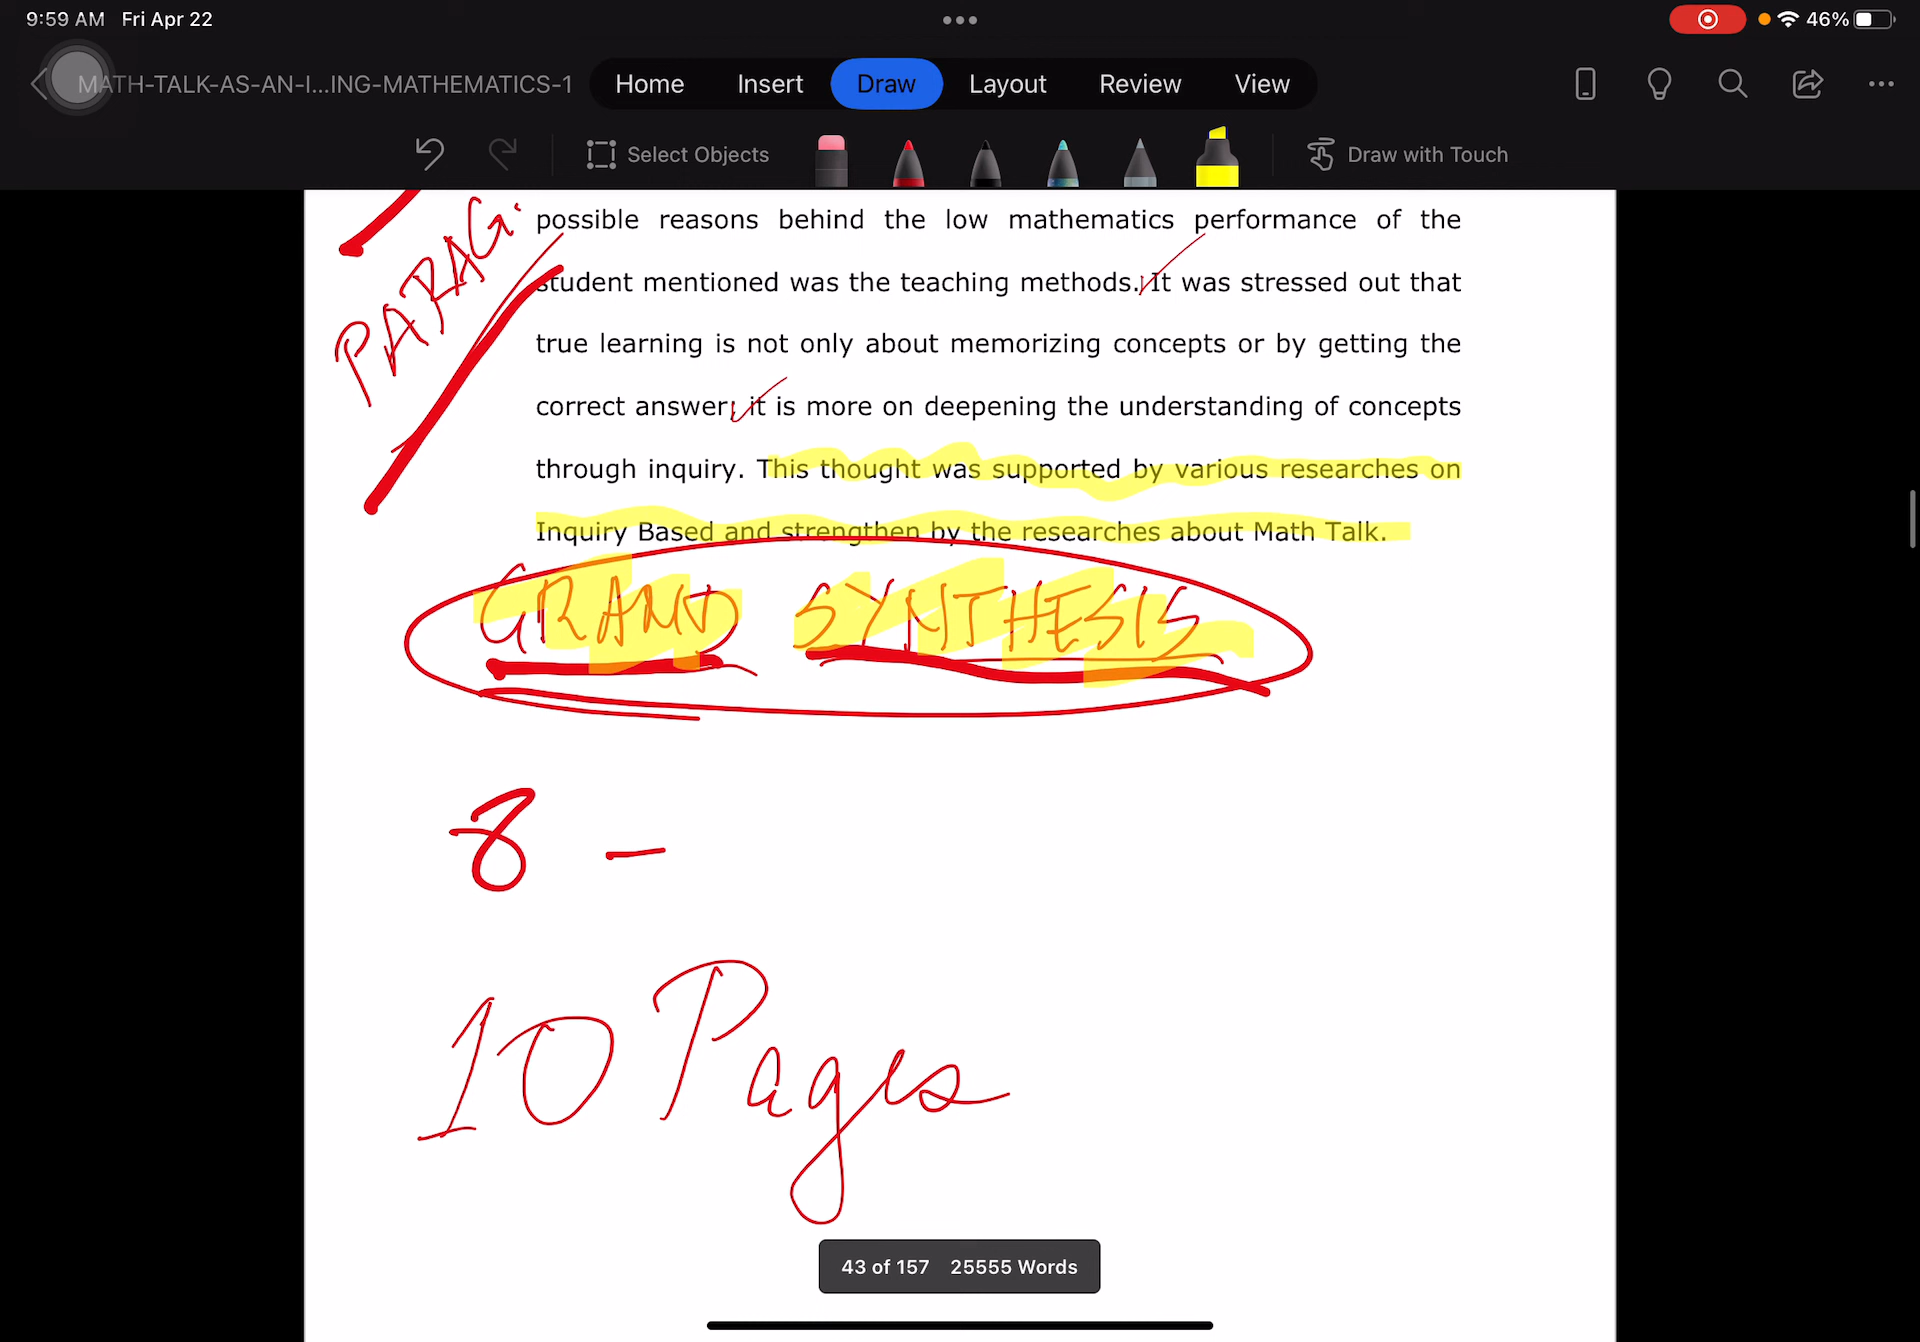 9:59 AM Fri Apr 22
46%
MATH-TALK-AS-AN-I...ING-MATHEMATICS-1
Home Insert Draw Layout Review View
Select Objects
Draw with Touch
PARAG.
possible reasons behind the low mathematics performance of the
student mentioned was the teaching methods. It was stressed out that
true learning is not only about memorizing concepts or by getting the
correct answer; it is more on deepening the understanding of concepts
through inquiry. This thought was supported by various researches on
Inquiry Based and strengthen by the researches about Math Talk.
GRAND SYNTHESIS
8 -
10 Pages
43 of 157 25555 Words